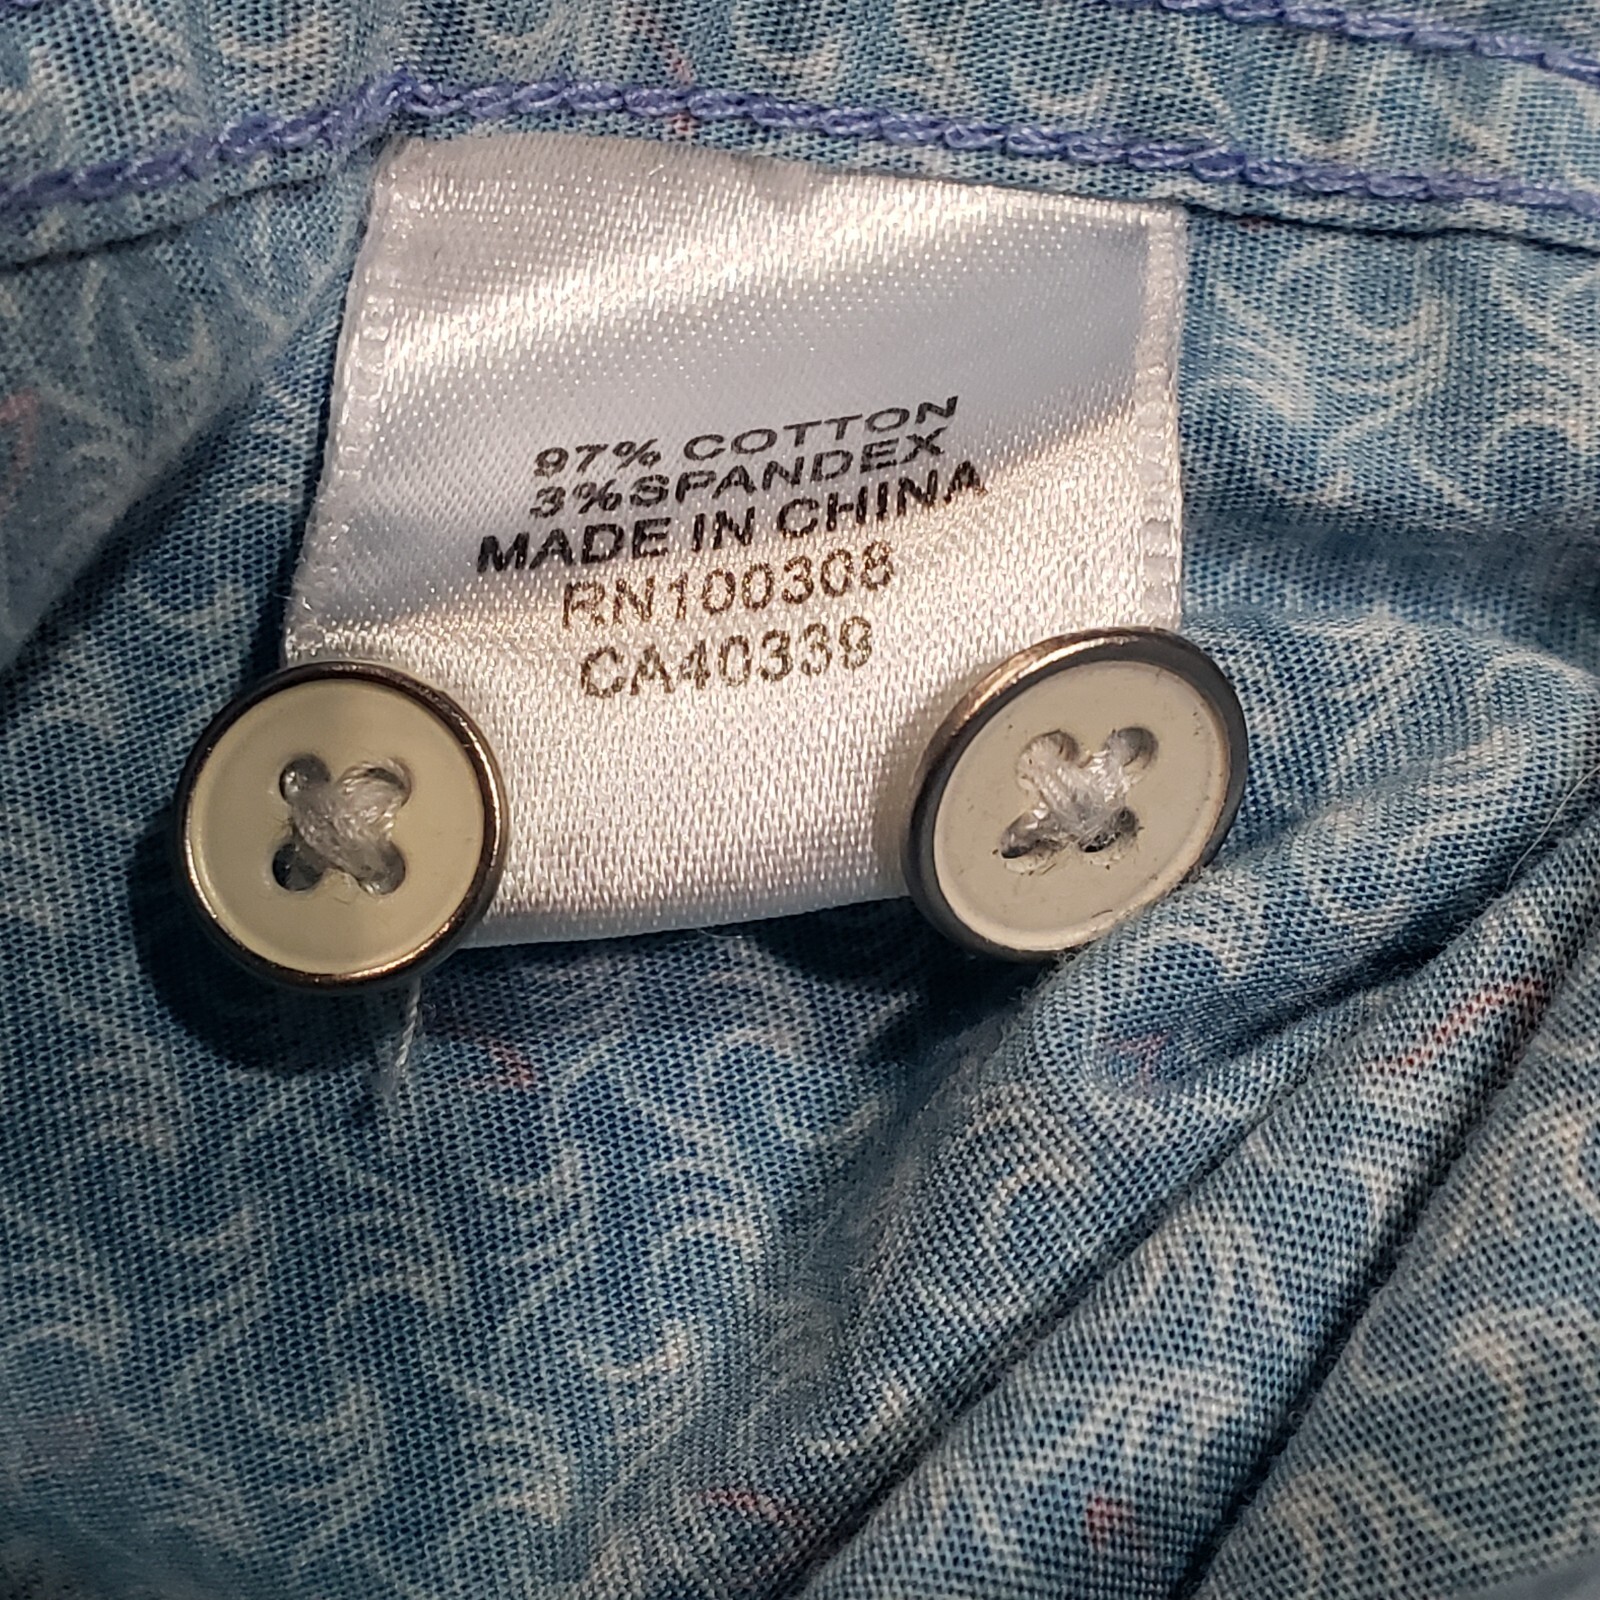 97% COTTON
3%SPANDEX
MADE IN CHINA
RN100308
CA40339